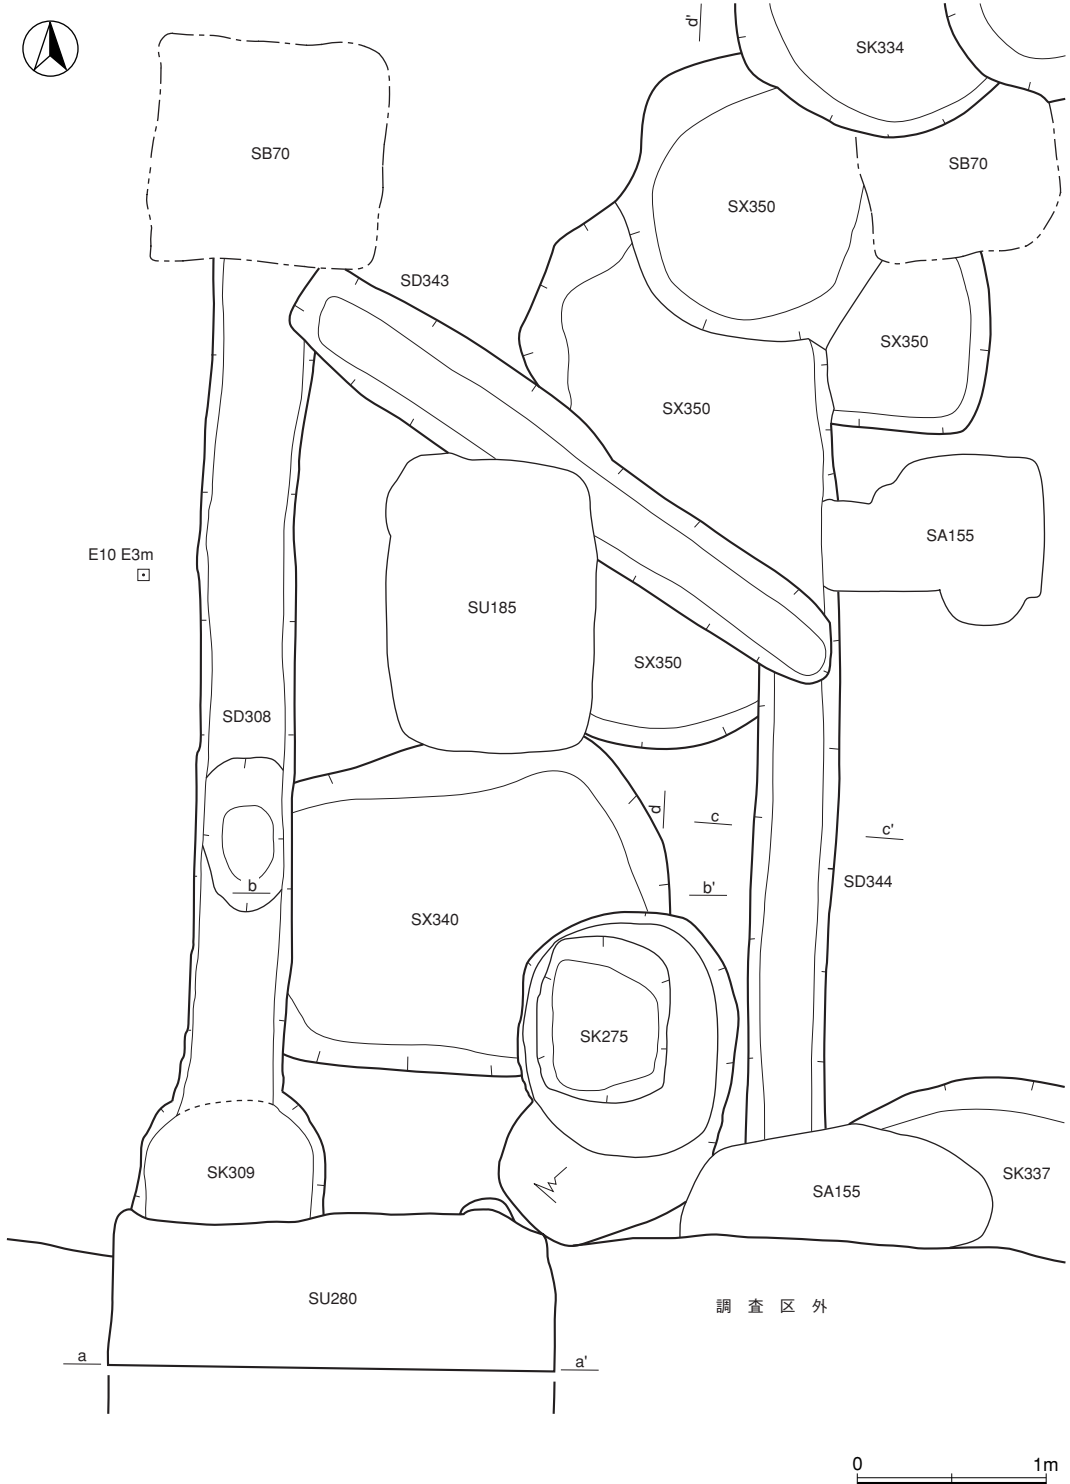 d'
SK334
SB70
SB70
SX350
SD343
SX350
SX350
SA155
E10 E3m
SU185
SX350
SD308
d
c
c'
SD344
b
b'
SX340
SK275
SK309
SK337
SA155
SU280
調査区外
a
a'
0
1m